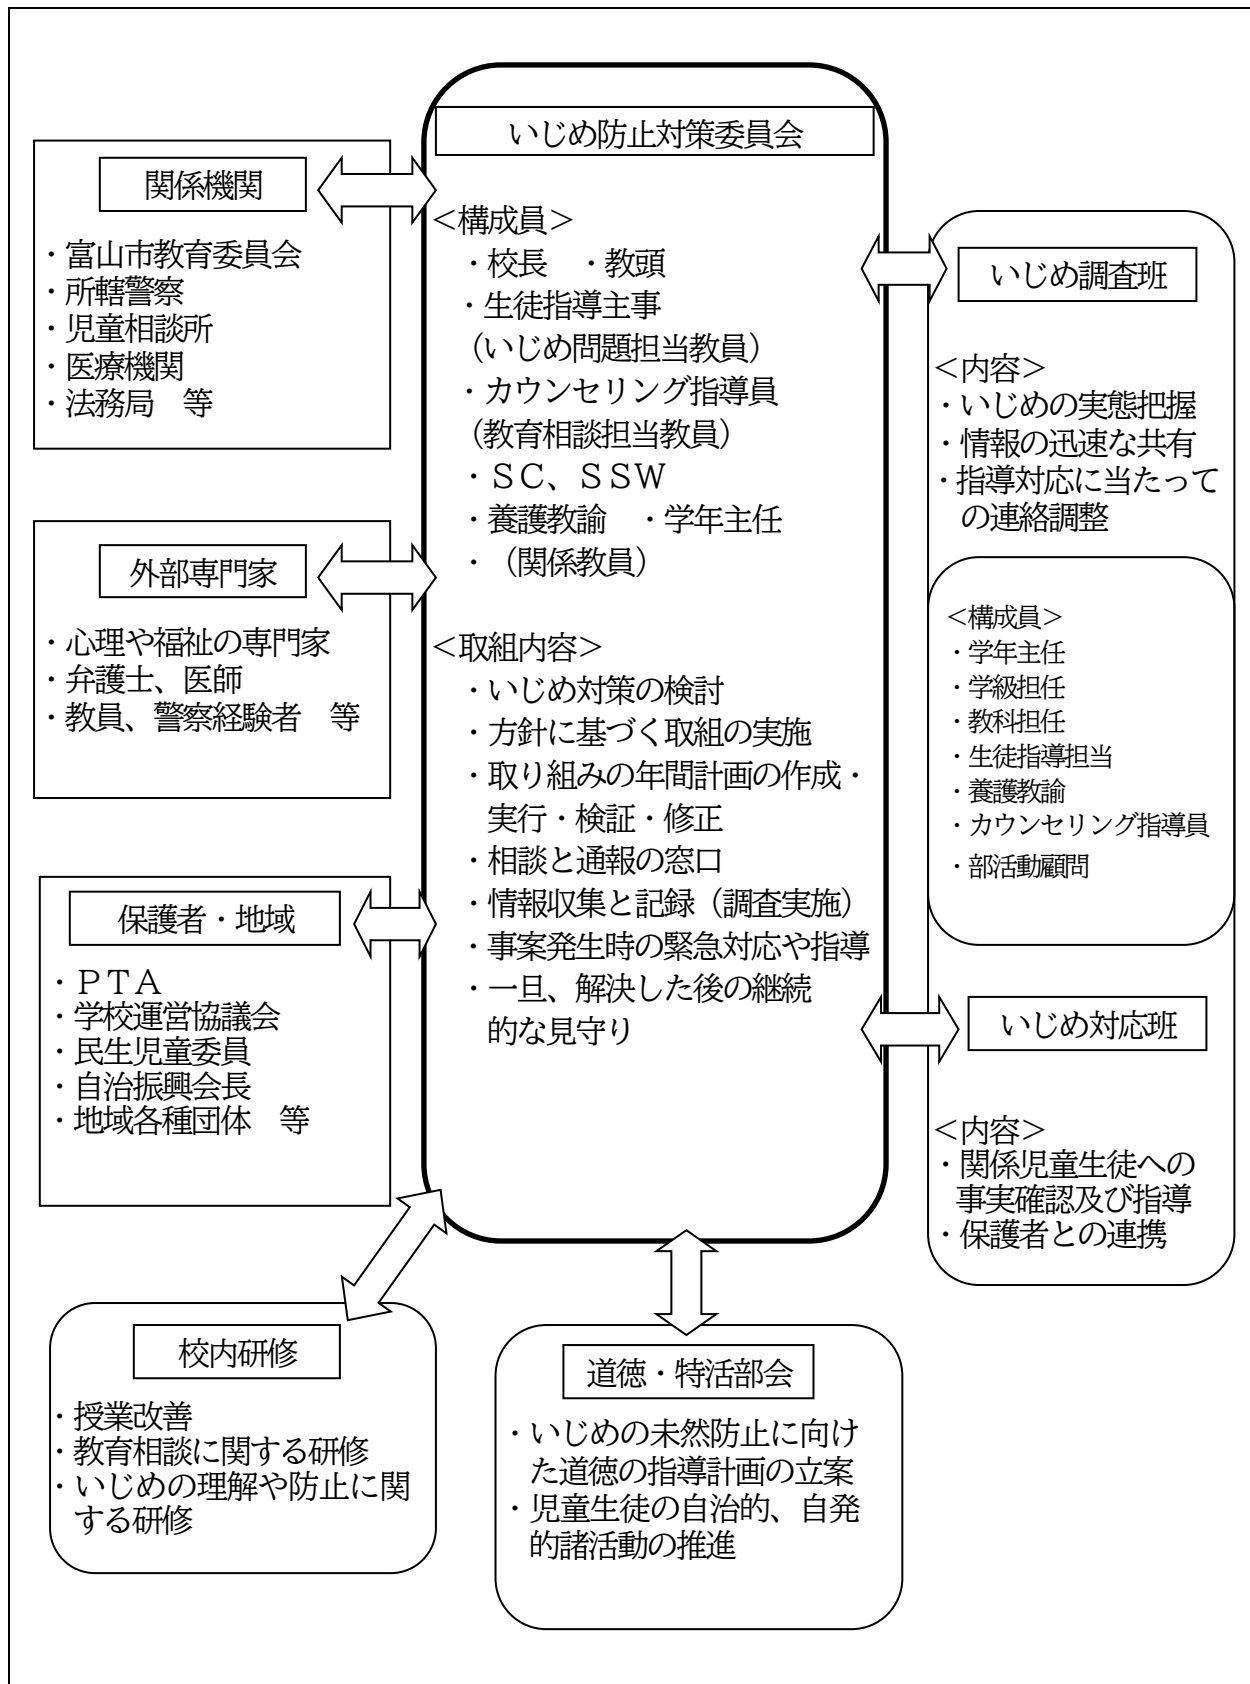 いじめ防止対策委員会
＜構成員＞
・校長　・教頭
・生徒指導主事
（いじめ問題担当教員）
・カウンセリング指導員
（教育相談担当教員）
・ＳＣ、ＳＳＷ
・養護教諭　・学年主任
・（関係教員）
＜取組内容＞
・いじめ対策の検討
・方針に基づく取組の実施
・取り組みの年間計画の作成・
実行・検証・修正
・相談と通報の窓口
・情報収集と記録（調査実施）
・事案発生時の緊急対応や指導
・一旦、解決した後の継続
的な見守り
関係機関
・富山市教育委員会
・所轄警察
・児童相談所
・医療機関
・法務局　等
外部専門家
・心理や福祉の専門家
・弁護士、医師
・教員、警察経験者　等
保護者・地域
・ＰＴＡ
・学校運営協議会
・民生児童委員
・自治振興会長
・地域各種団体　等
いじめ調査班
＜内容＞
・いじめの実態把握
・情報の迅速な共有
・指導対応に当たって
の連絡調整
＜構成員＞
・学年主任
・学級担任
・教科担任
・生徒指導担当
・養護教諭
・カウンセリング指導員
・部活動顧問
いじめ対応班
＜内容＞
・関係児童生徒への
事実確認及び指導
・保護者との連携
校内研修
・授業改善
・教育相談に関する研修
・いじめの理解や防止に関
する研修
道徳・特活部会
・いじめの未然防止に向け
た道徳の指導計画の立案
・児童生徒の自治的、自発
的諸活動の推進